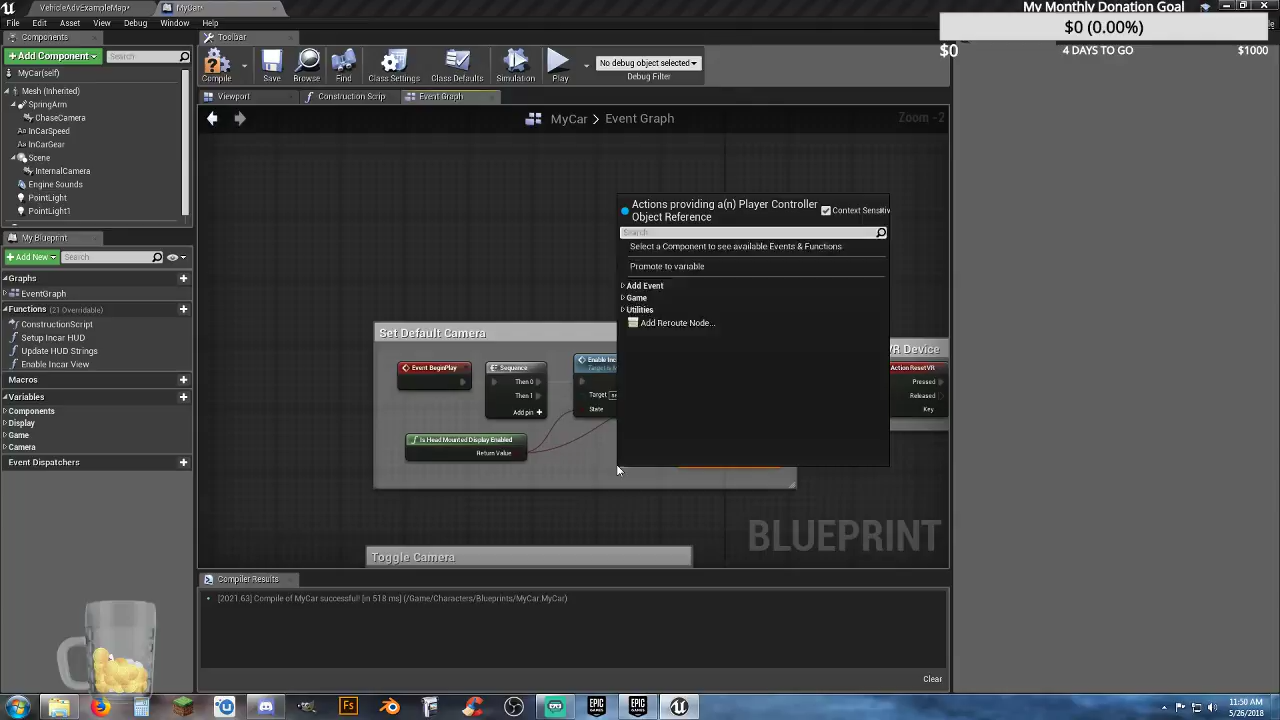 VehicleAdvExampleMap*
MyCar*
My Monthly Donation Goal
$0 (0.00%)
$0
4 DAYS TO GO
$1000
File
Edit
Asset
View
Debug
Window
Help
Components
+ Add Component
Search
MyCar(self)
Mesh (Inherited)
SpringArm
ChaseCamera
InCarSpeed
InCarGear
Scene
InternalCamera
Engine Sounds
PointLight
PointLight1
Toolbar
Compile
Save
Browse
Find
Class Settings
Class Defaults
Simulation
Play
No debug object selected
Debug Filter
Viewport
Construction Scrip
Event Graph
MyCar > Event Graph
Zoom -2
Actions providing a(n) Player Controller
Object Reference
Context Sensitiv
Search
Select a Component to see available Events & Functions
Promote to variable
Add Event
Game
Utilities
Add Reroute Node...
Set Default Camera
Event BeginPlay
Sequence
Then 0
Then 1
Add pin +
Enable Inc
Target
State
Is Head Mounted Display Enabled
Return Value
VR Device
Action ResetVR
Pressed
Released
Key
BLUEPRINT
Toggle Camera
My Blueprint
+ Add New
Search
Graphs
EventGraph
Functions (21 Overridable)
ConstructionScript
Setup Incar HUD
Update HUD Strings
Enable Incar View
Macros
Variables
Components
Display
Game
Camera
Event Dispatchers
Compiler Results
[2021.63] Compile of MyCar successful! [in 518 ms] (/Game/Characters/Blueprints/MyCar.MyCar)
Clear
Fs
EPIC GAMES
EPIC GAMES
11:50 AM
5/26/2018